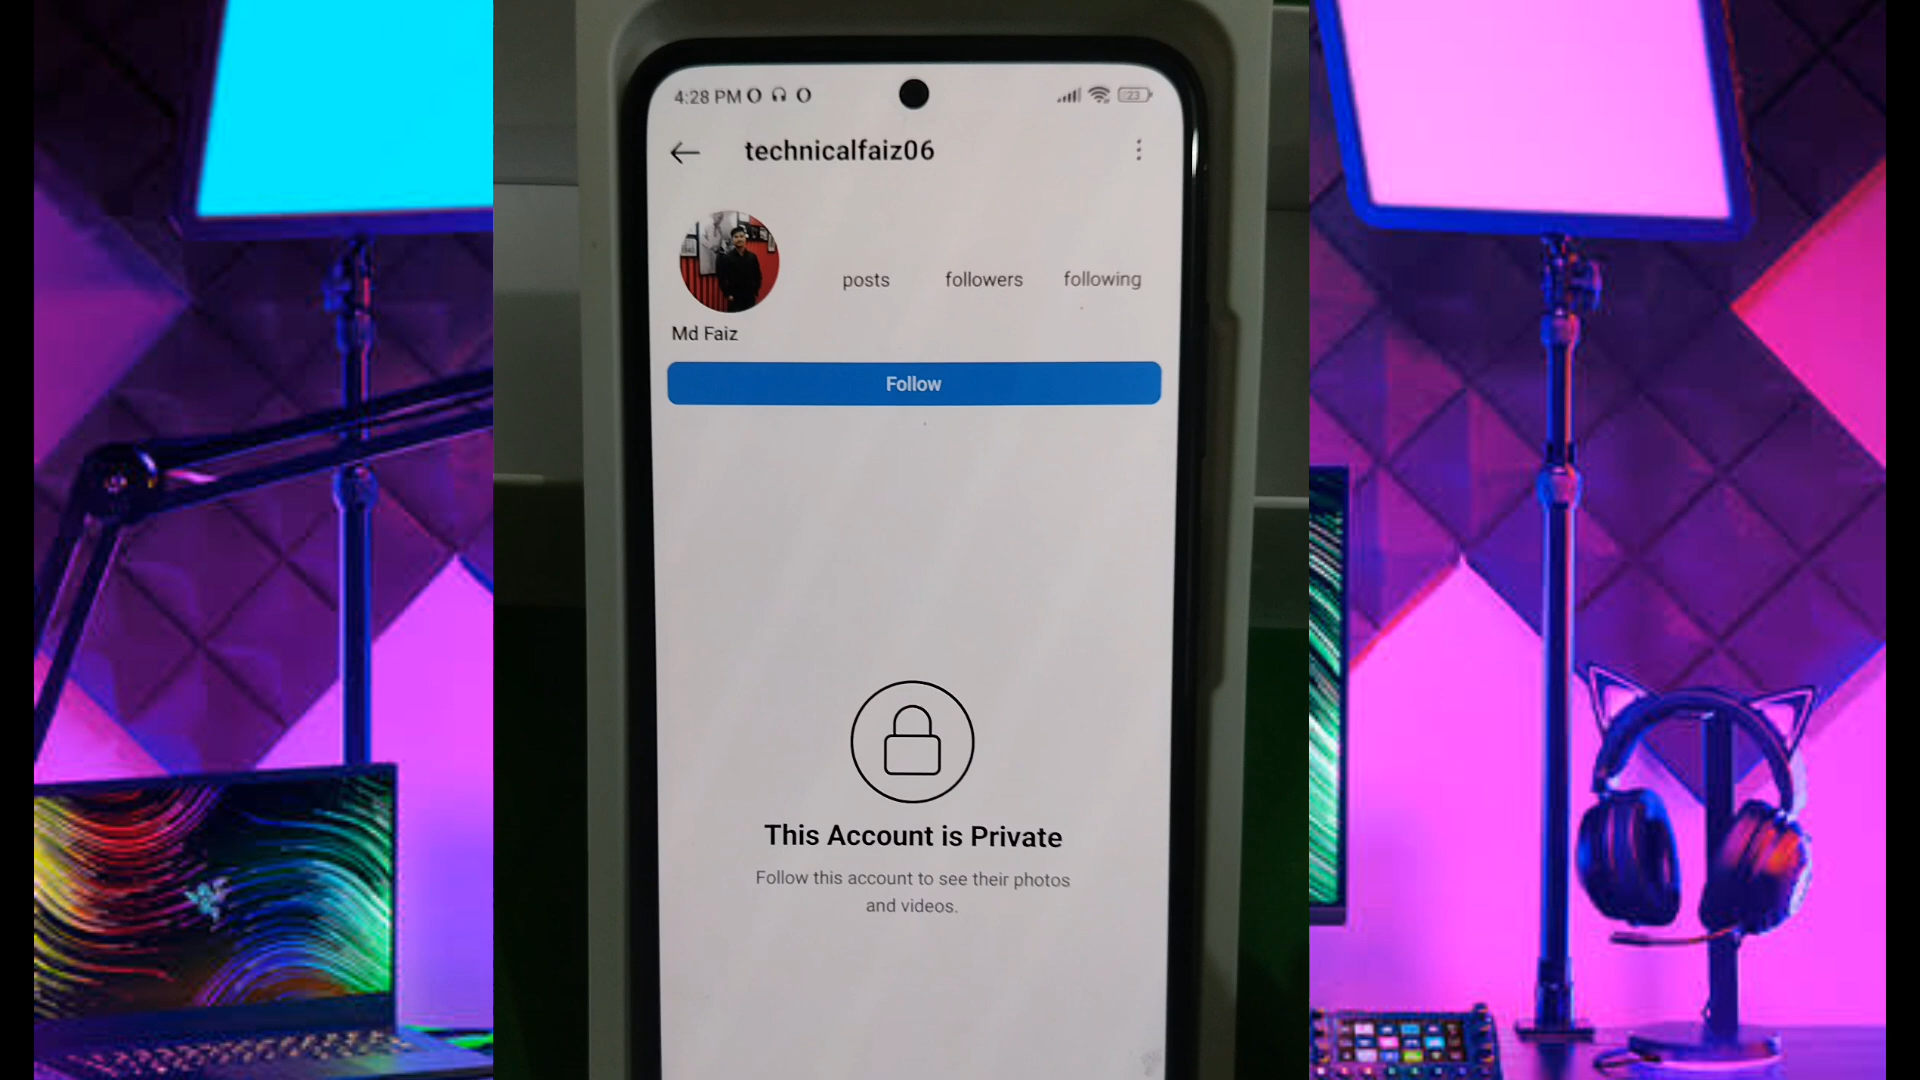 4:28 PM
23
technicalfaiz06
posts followers following
Md Faiz
Follow
This Account is Private
Follow this account to see their photos
and videos.